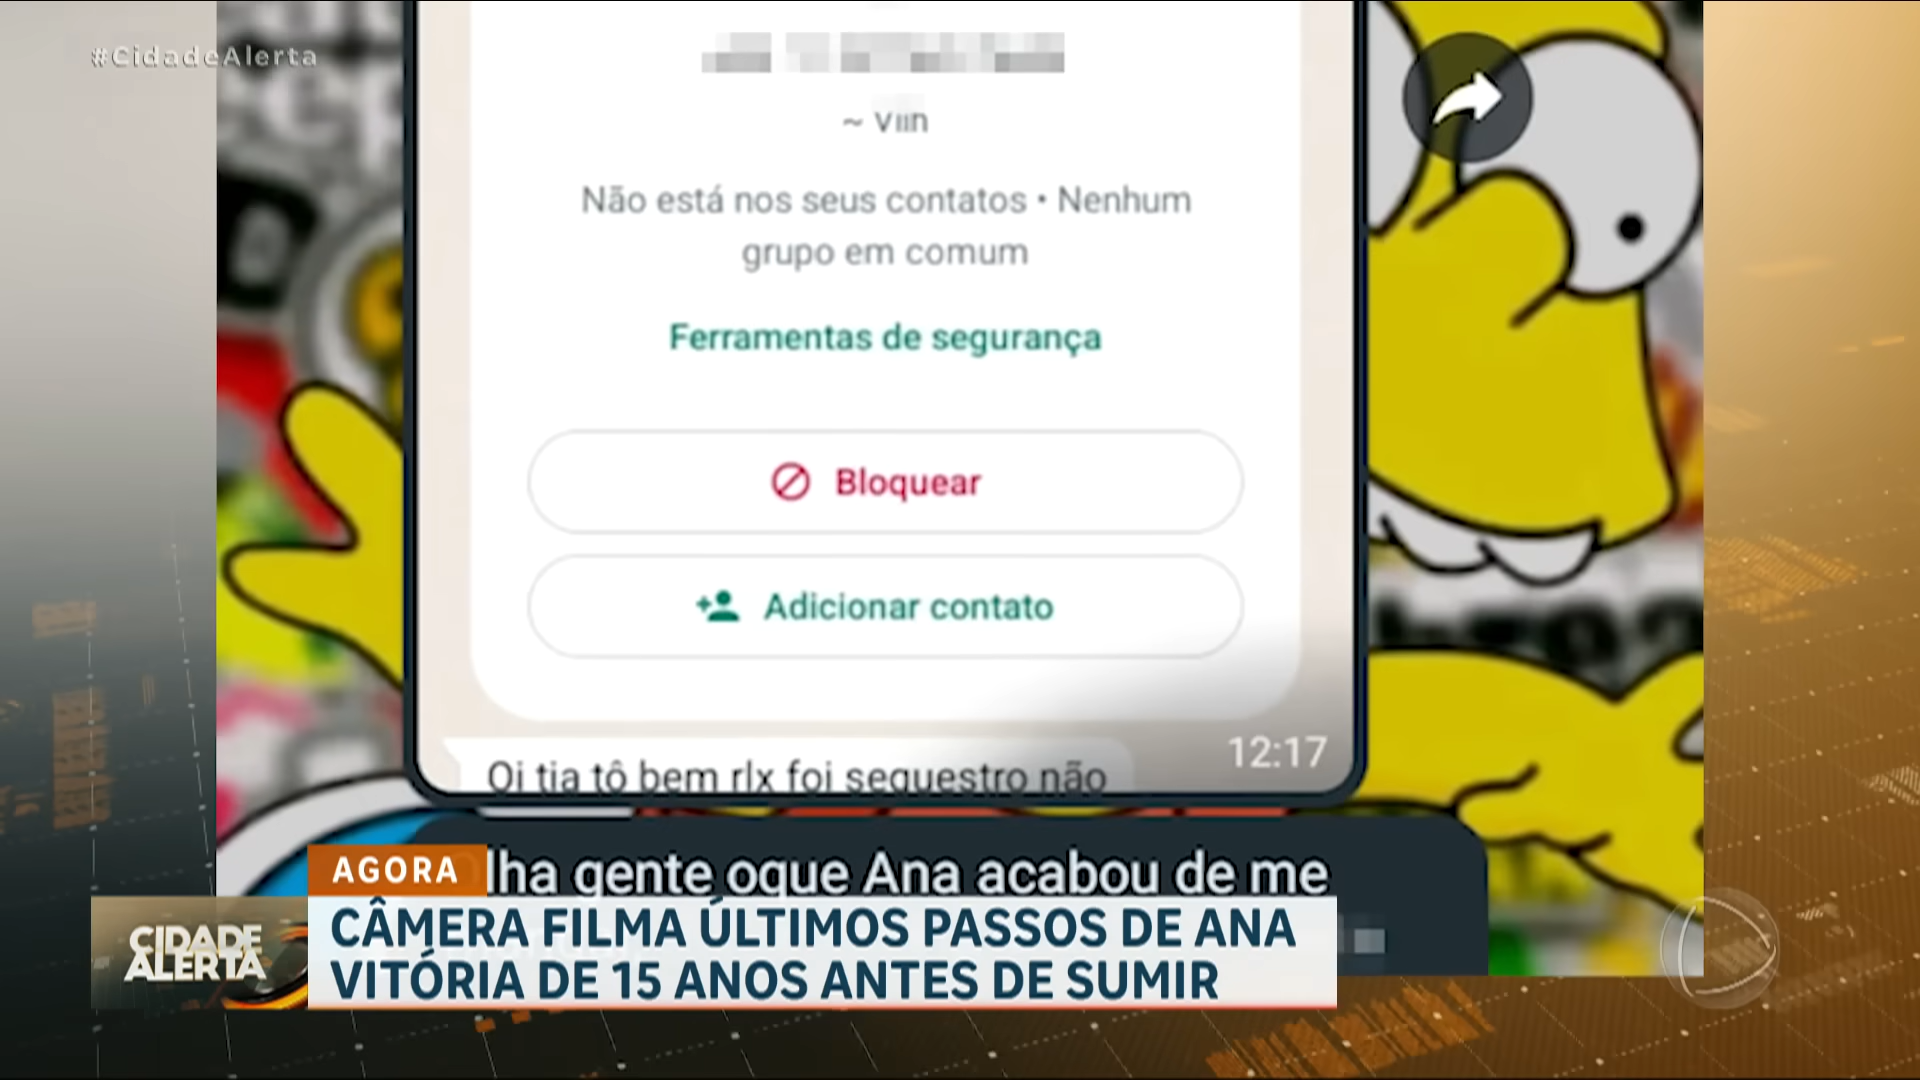 #CidadeAlerta
~ Viin
Não está nos seus contatos • Nenhum
grupo em comum
Ferramentas de segurança
Bloquear
Adicionar contato
12:17
Oi tia tô bem rlx foi sequestro não
lha gente oque Ana acabou de me
AGORA
CIDADE
ALERTA
CÂMERA FILMA ÚLTIMOS PASSOS DE ANA
VITÓRIA DE 15 ANOS ANTES DE SUMIR